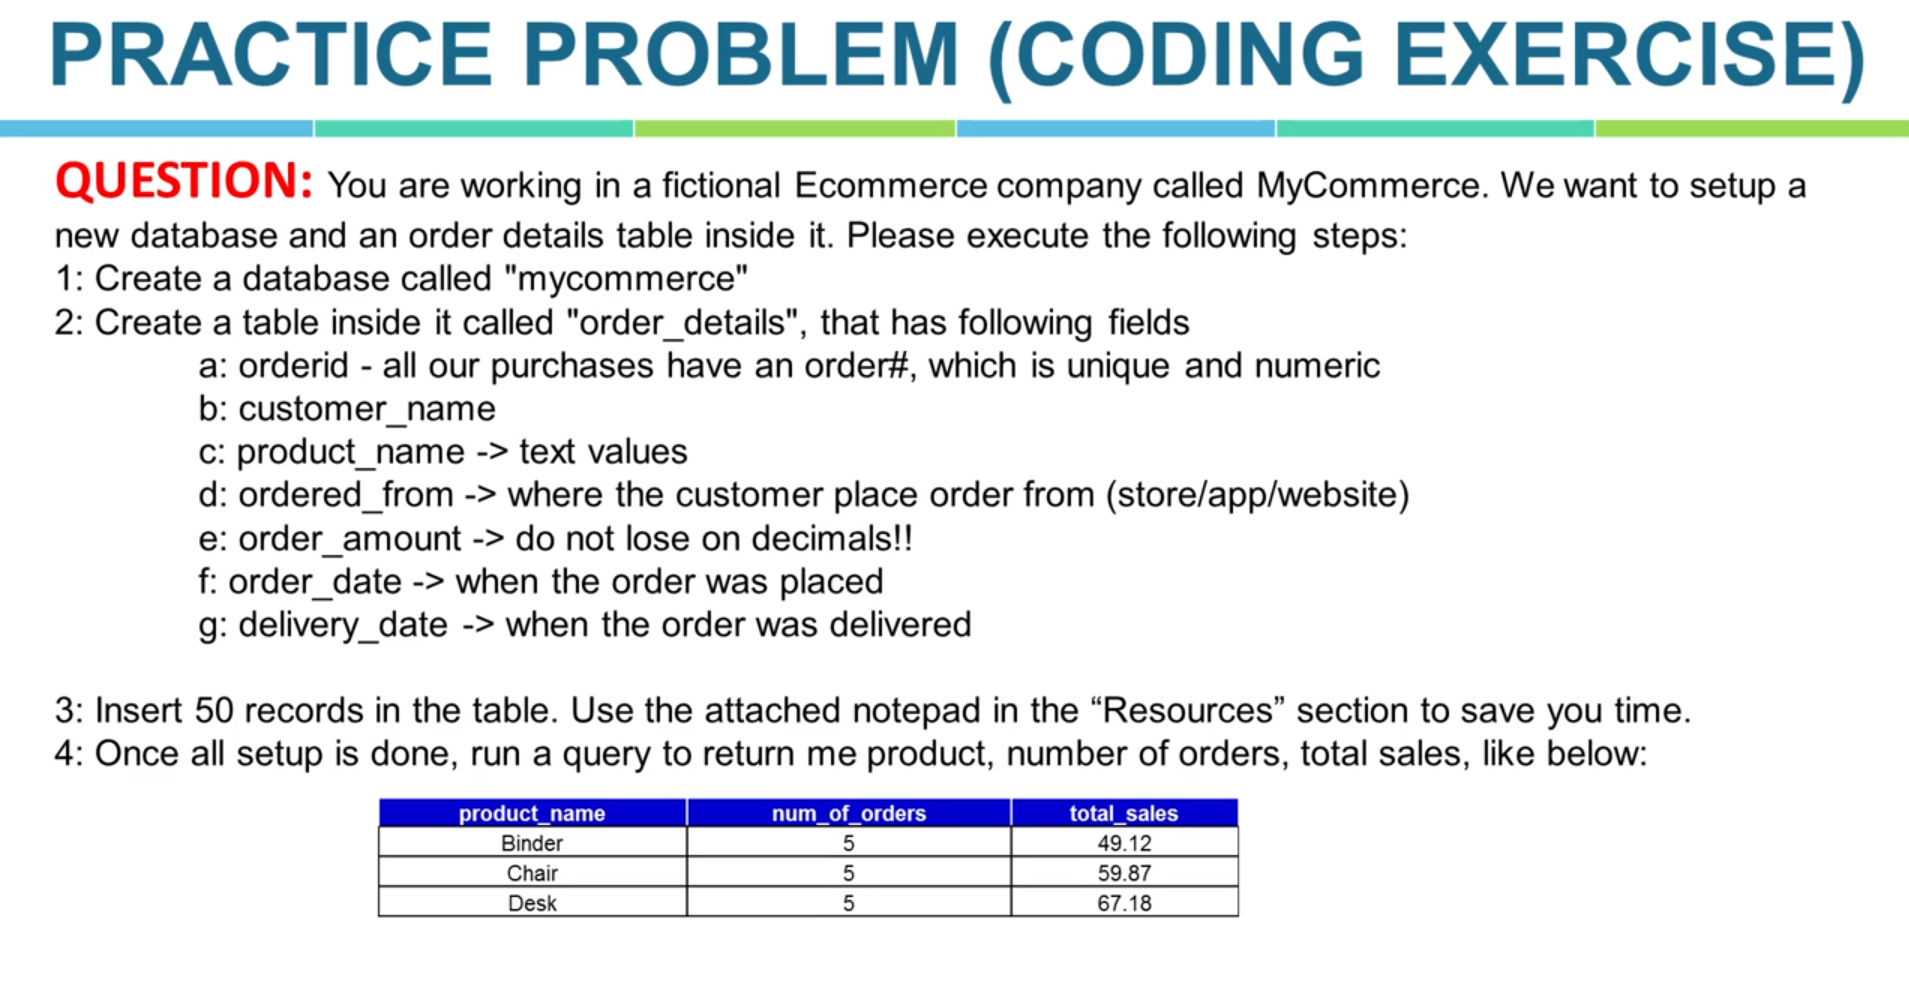 PRACTICE PROBLEM (CODING EXERCISE)
QUESTION: You are working in a fictional Ecommerce company called MyCommerce. We want to setup a
new database and an order details table inside it. Please execute the following steps:
1: Create a database called "mycommerce"
2: Create a table inside it called "order_details", that has following fields
a: orderid - all our purchases have an order#, which is unique and numeric
b: customer_name
c: product_name -> text values
d: ordered_from -> where the customer place order from (store/app/website)
e: order_amount -> do not lose on decimals!!
f: order_date -> when the order was placed
g: delivery_date -> when the order was delivered
3: Insert 50 records in the table. Use the attached notepad in the “Resources” section to save you time.
4: Once all setup is done, run a query to return me product, number of orders, total sales, like below:
product_name num_of_orders total_sales
Binder 5 49.12
Chair 5 59.87
Desk 5 67.18